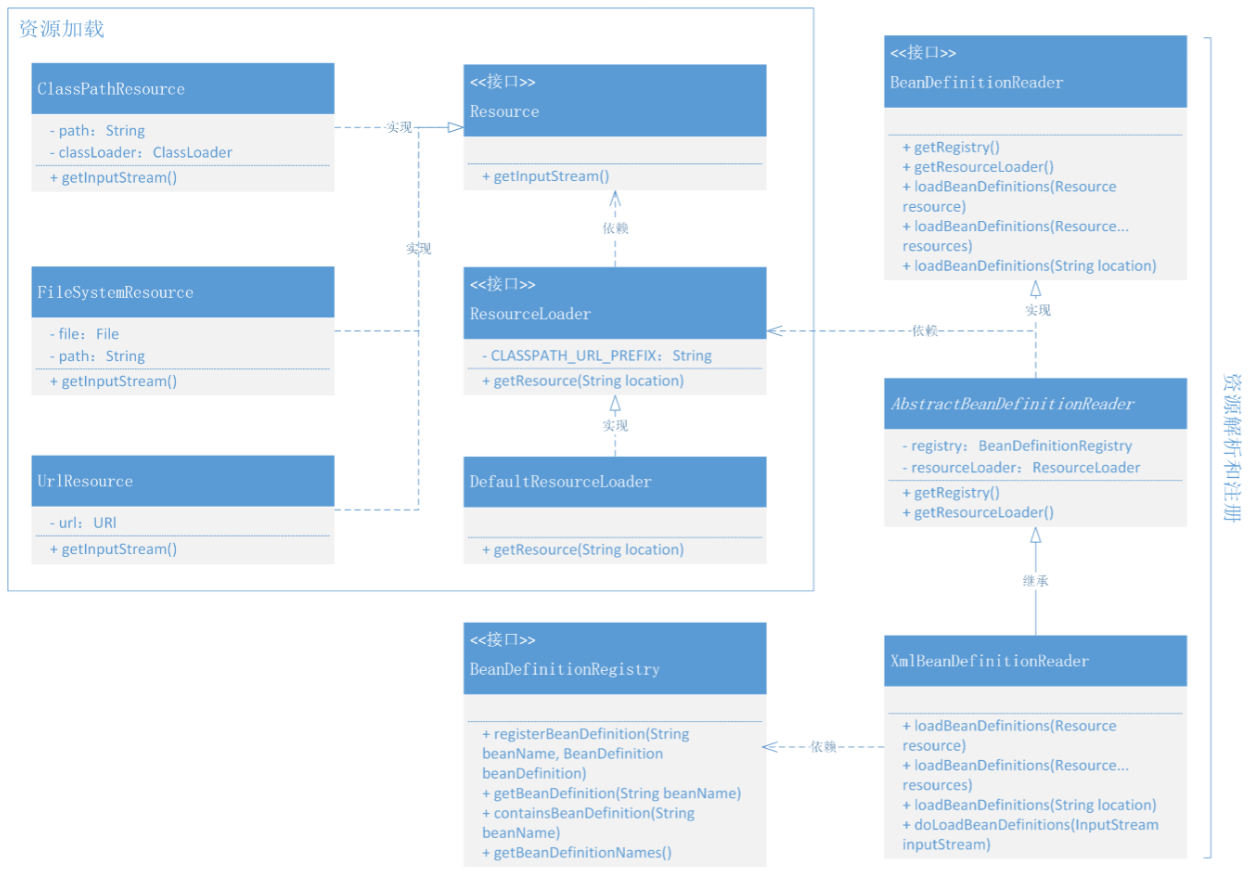 资源加载
ClassPathResource
- path：String
- classLoader：ClassLoader
+ getInputStream()
实现
<<接口>>
Resource
+ getInputStream()
依赖
实现
FileSystemResource
- file：File
- path：String
+ getInputStream()
<<接口>>
ResourceLoader
- CLASSPATH_URL_PREFIX：String
+ getResource(String location)
实现
UrlResource
- url：URl
+ getInputStream()
DefaultResourceLoader
+ getResource(String location)
<<接口>>
BeanDefinitionReader
+ getRegistry()
+ getResourceLoader()
+ loadBeanDefinitions(Resource
resource)
+ loadBeanDefinitions(Resource...
resources)
+ loadBeanDefinitions(String location)
实现
依赖
AbstractBeanDefinitionReader
- registry：BeanDefinitionRegistry
- resourceLoader：ResourceLoader
+ getRegistry()
+ getResourceLoader()
继承
资源解析和注册
<<接口>>
BeanDefinitionRegistry
+ registerBeanDefinition(String
beanName, BeanDefinition
beanDefinition)
+ getBeanDefinition(String beanName)
+ containsBeanDefinition(String
beanName)
+ getBeanDefinitionNames()
依赖
XmlBeanDefinitionReader
+ loadBeanDefinitions(Resource
resource)
+ loadBeanDefinitions(Resource...
resources)
+ loadBeanDefinitions(String location)
+ doLoadBeanDefinitions(InputStream
inputStream)